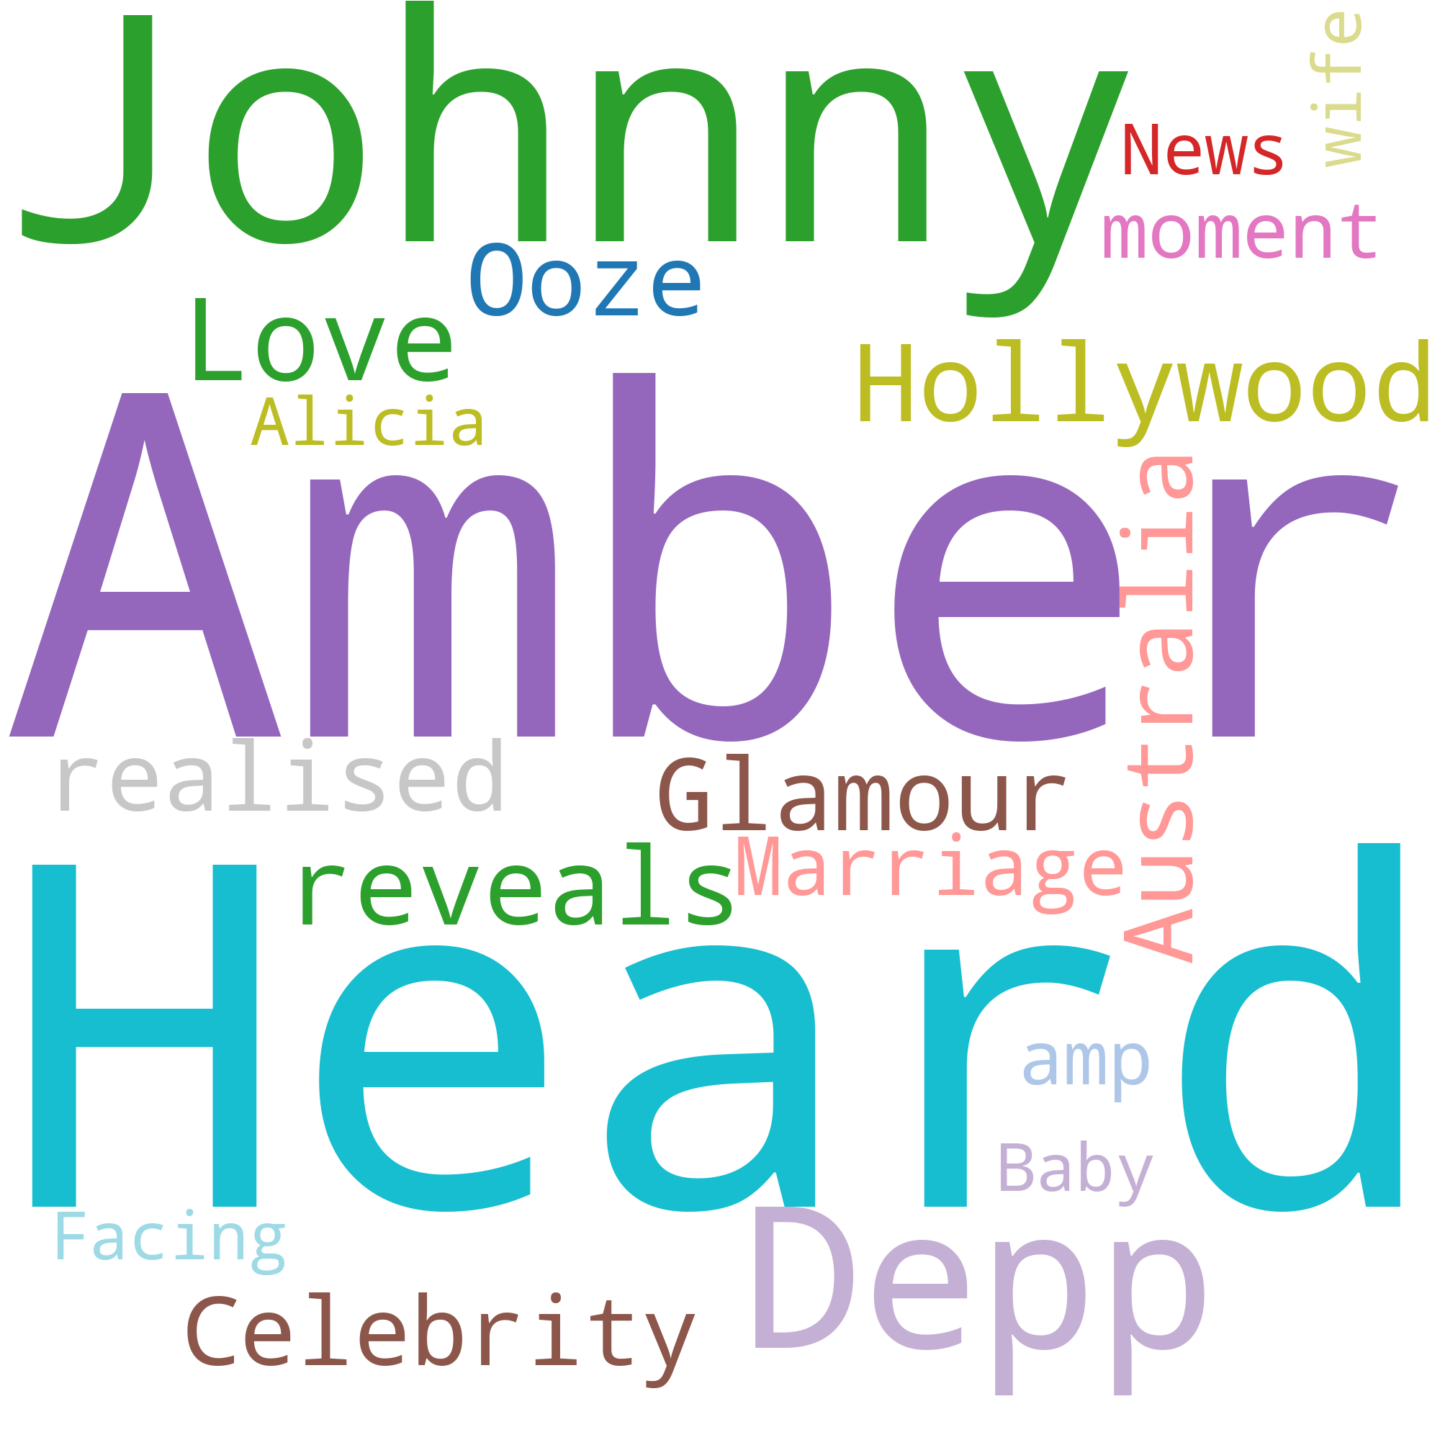 Johnny
wife
News
moment
Ooze
Love
Hollywood
Alicia
Amber
Australia
realised
Glamour
Marriage
reveals
Heard
amp
Baby
Depp
Facing
Celebrity